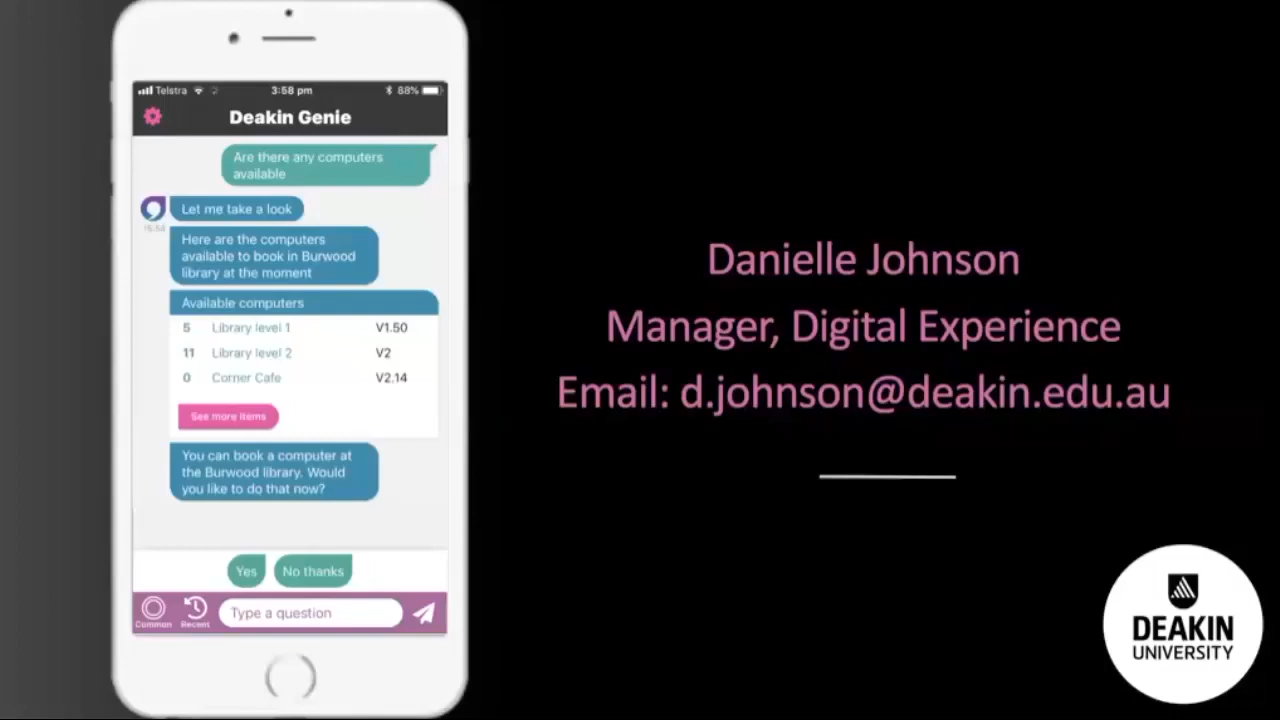 Telstra 3:58 pm 88%
Deakin Genie
Are there any computers
available
Let me take a look
15:58
Here are the computers
available to book in Burwood
library at the moment
Available computers
5 Library level 1 V1.50
11 Library level 2 V2
0 Corner Cafe V2.14
See more items
You can book a computer at
the Burwood library. Would
you like to do that now?
Yes No thanks
Common Recent Type a question
Danielle Johnson
Manager, Digital Experience
Email: d.johnson@deakin.edu.au
DEAKIN
UNIVERSITY